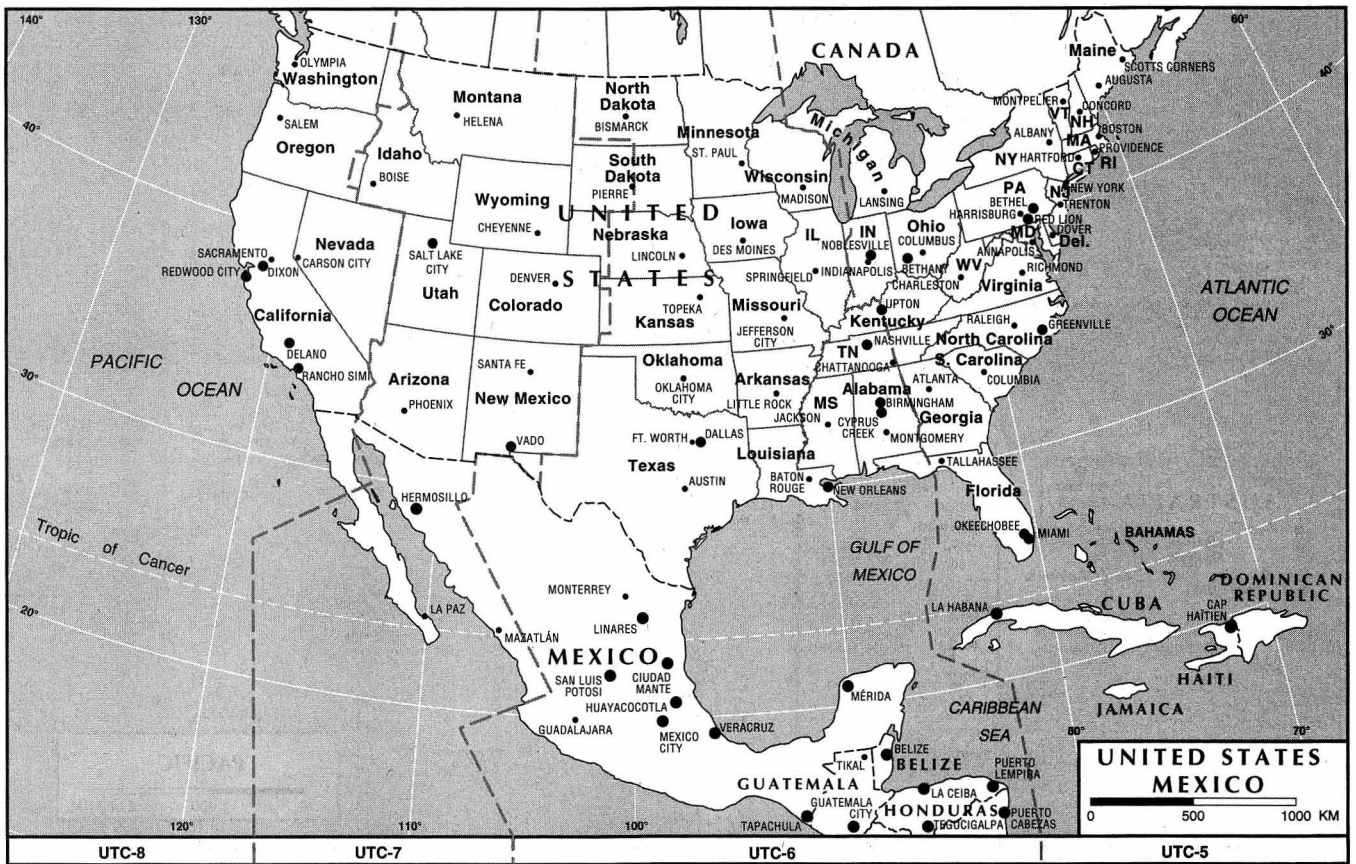 140°
130°
60°
CANADA
Maine
SCOTTS CORNERS
OLYMPIA
Washington
AUGUSTA
40°
Montana
HELENA
North
Dakota
BISMARCK
Minnesota
ST. PAUL
Michigan
MONTPELIER
VT
CONCORD
NH
SALEM
Oregon
40°
Idaho
BOISE
South
Dakota
PIERRE
Wisconsin
MADISON
LANSING
ALBANY
NY
BOSTON
MA
PROVIDENCE
HARTFORD
CT
RI
Wyoming
CHEYENNE
UNITED
STATES
Nebraska
LINCOLN
Iowa
DES MOINES
IL
SPRINGFIELD
IN
NOBLESVILLE
INDIANAPOLIS
Ohio
COLUMBUS
BETHANY
PA
BETHEL
HARRISBURG
RED LION
NJ
NEW YORK
TRENTON
MD
DOVER
Del.
ANNAPOLIS
Nevada
CARSON CITY
SACRAMENTO
REDWOOD CITY
DIXON
SALT LAKE
CITY
Utah
DENVER
Colorado
TOPEKA
Kansas
Missouri
JEFFERSON
CITY
WV
CHARLESTON
RICHMOND
Virginia
UPTON
Kentucky
ATLANTIC
OCEAN
California
DELANO
RANCHO SIMI
PACIFIC
OCEAN
30°
Arizona
PHOENIX
SANTA FE
New Mexico
VADO
Oklahoma
OKLAHOMA
CITY
Arkansas
LITTLE ROCK
TN
NASHVILLE
CHATTANOOGA
RALEIGH
GREENVILLE
North Carolina
S. Carolina
COLUMBIA
30°
MS
JACKSON
Alabama
BIRMINGHAM
CYPRUS
CREEK
MONTGOMERY
ATLANTA
Georgia
FT. WORTH
DALLAS
Texas
AUSTIN
Louisiana
BATON
ROUGE
NEW ORLEANS
TALLAHASSEE
Florida
OKEECHOBEE
MIAMI
BAHAMAS
HERMOSILLO
GULF OF
MEXICO
Tropic of Cancer
20°
LA PAZ
MAZATLÁN
MONTERREY
LINARES
MEXICO
SAN LUIS
POTOSI
CIUDAD
MANTE
HUAYACOCOTLA
GUADALAJARA
MEXICO
CITY
VERACRUZ
MÉRIDA
LA HABANA
CUBA
DOMINICAN
REPUBLIC
CAP
HAÏTIEN
HAITI
JAMAICA
CARIBBEAN
SEA
TIKAL
BELIZE
BELIZE
GUATEMALA
GUATEMALA
CITY
TAPACHULA
LA CEIBA
HONDURAS
TEGUCIGALPA
PUERTO
LEMPIRA
PUERTO
CABEZAS
80°
70°
UNITED STATES
MEXICO
0 500 1000 KM
120°
110°
100°
UTC-8
UTC-7
UTC-6
UTC-5